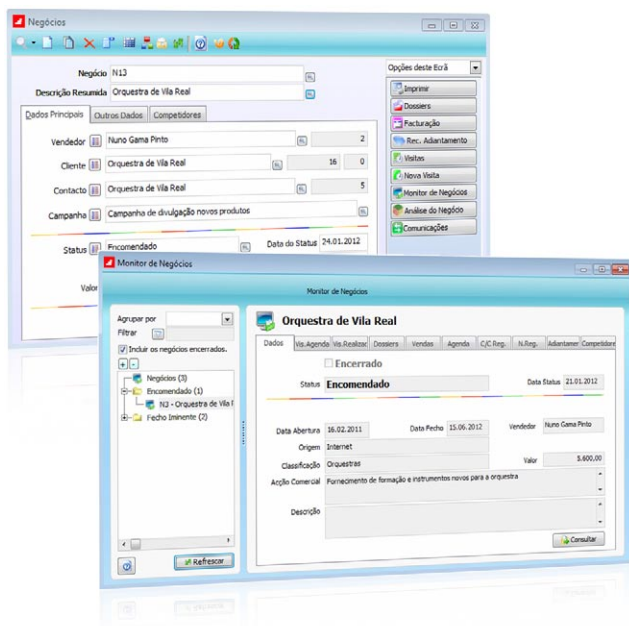 Negócios
Negócio N13
Descrição Resumida Orquestra de Vila Real
Dados Principais Outros Dados Competidores
Vendedor Nuno Gama Pinto 2
Cliente Orquestra de Vila Real 16 0
Contacto Orquestra de Vila Real 5
Campanha Campanha de divulgação novos produtos
Status Encomendado Data do Status 24.01.2012
Valor
Opções deste Ecrã
Imprimir
Dossiers
Facturação
Rec. Adiantamento
Visitas
Nova Visita
Monitor de Negócios
Análise do Negócio
Comunicações
Monitor de Negócios
Monitor de Negócios
Agrupar por
Filtrar
Incluir os negócios encerrados.
Negócios (3)
Encomendado (1)
N3 - Orquestra de Vila
Fecho Iminente (2)
Refrescar
Orquestra de Vila Real
Dados Vis.Agenda Vis.Realizac Dossiers Vendas Agenda C/C Reg. N.Reg. Adiantamer Competidore
Encerrado
Status Encomendado Data Status 21.01.2012
Data Abertura 16.02.2011 Data Fecho 15.06.2012 Vendedor Nuno Gama Pinto
Origem Internet
Classificação Orquestras Valor 5.600,00
Acção Comercial Fornecimento de formação e instrumentos novos para a orquestra
Descrição
Consultar